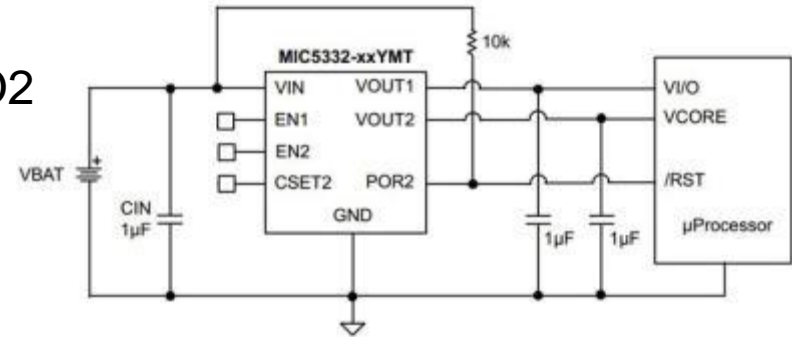 D2
10k
MIC5332-xxYMT
VIN VOUT1
EN1 VOUT2
EN2
CSET2 POR2
GND
VBAT
+
CIN
1µF
1µF
1µF
VI/O
VCORE
/RST
µProcessor